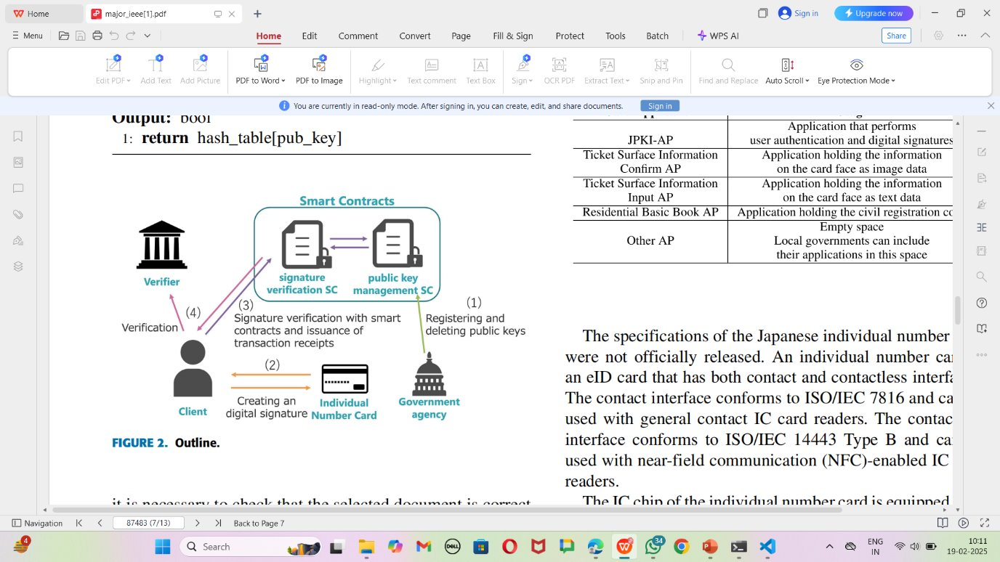 Home
major_ieee[1].pdf
Sign in
Upgrade now
Menu
Home
Edit
Comment
Convert
Page
Fill & Sign
Protect
Tools
Batch
WPS AI
Share
Edit PDF
Add Text
Add Picture
PDF to Word
PDF to Image
Highlight
Text comment
Text Box
Sign
OCR PDF
Extract Text
Snip and Pin
Find and Replace
Auto Scroll
Eye Protection Mode
You are currently in read-only mode. After signing in, you can create, edit, and share documents.
Sign in
Output: bool
1: return hash_table[pub_key]
Smart Contracts
signature
verification SC
public key
management SC
Verifier
(4)
Verification
(3)
Signature verification with smart
contracts and issuance of
transaction receipts
(1)
Registering and
deleting public keys
(2)
Creating an
digital signature
Client
Individual
Number Card
Government
agency
FIGURE 2. Outline.
it is necessary to check that the selected document is correct
JPKI-AP
Application that performs
user authentication and digital signatures
Ticket Surface Information
Confirm AP
Application holding the information
on the card face as image data
Ticket Surface Information
Input AP
Application holding the information
on the card face as text data
Residential Basic Book AP
Application holding the civil registration co
Other AP
Empty space
Local governments can include
their applications in this space
The specifications of the Japanese individual number
were not officially released. An individual number ca
an eID card that has both contact and contactless interfa
The contact interface conforms to ISO/IEC 7816 and ca
used with general contact IC card readers. The contac
interface conforms to ISO/IEC 14443 Type B and ca
used with near-field communication (NFC)-enabled IC
readers.
The IC chip of the individual number card is equipped
Navigation
87483 (7/13)
Back to Page 7
4
Search
DELL
34
ENG
IN
10:11
19-02-2025